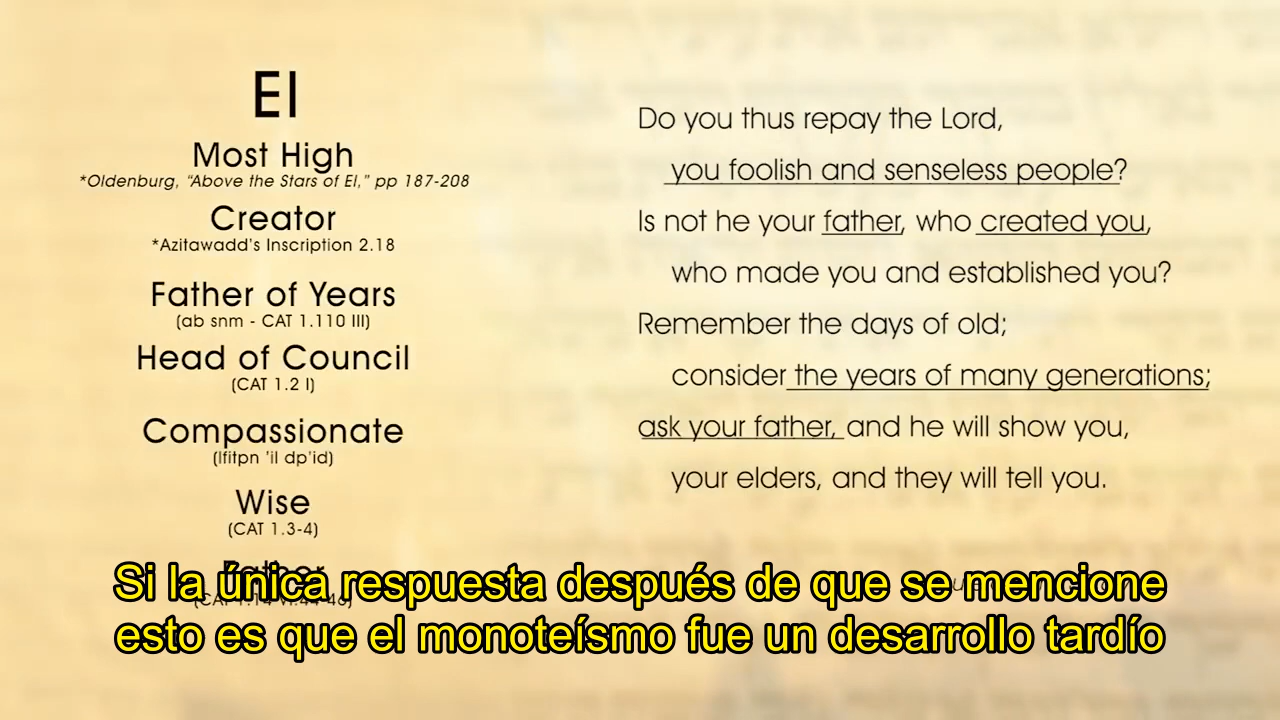 El
Most High
*Oldenburg, "Above the Stars of El," pp 187-208
Creator
*Azitawadd's Inscription 2.18
Father of Years
(ab snm - CAT 1.110 III)
Head of Council
(CAT 1.2 I)
Compassionate
(lfitpn 'il dp'id)
Wise
(CAT 1.3-4)
Do you thus repay the Lord,
you foolish and senseless people?
Is not he your father, who created you,
who made you and established you?
Remember the days of old;
consider the years of many generations;
ask your father, and he will show you,
your elders, and they will tell you.
Si la única respuesta después de que se mencione
esto es que el monoteísmo fue un desarrollo tardío